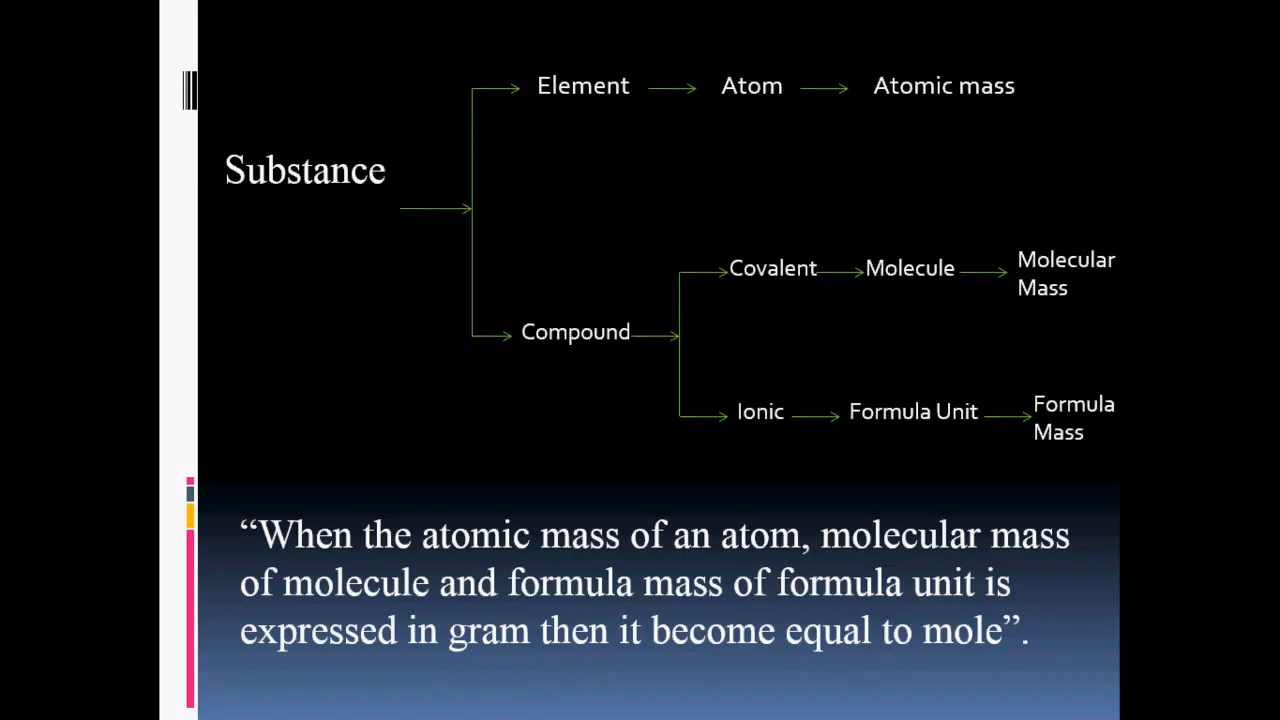 Element
Atom
Atomic mass
Substance
Covalent
Molecule
Molecular
Mass
Compound
Ionic
Formula Unit
Formula
Mass
“When the atomic mass of an atom, molecular mass
of molecule and formula mass of formula unit is
expressed in gram then it become equal to mole”.